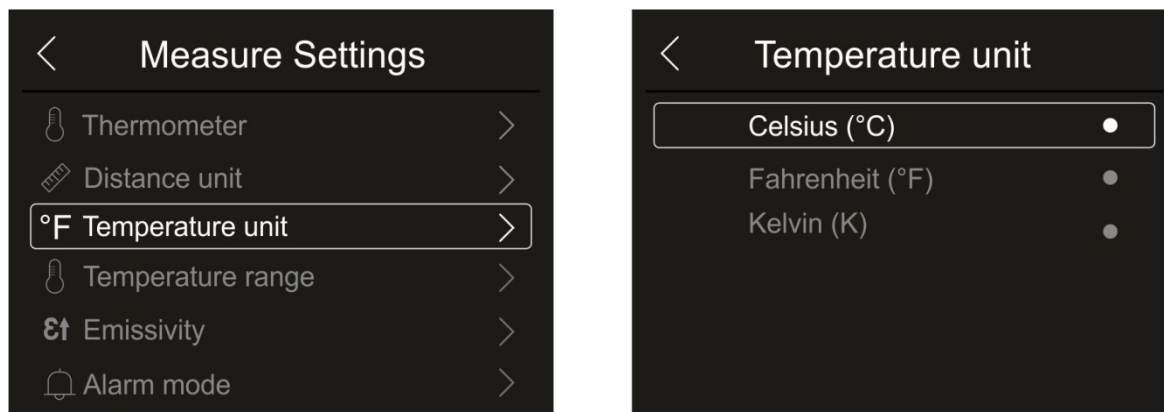 Measure Settings
Thermometer
Distance unit
°F Temperature unit
Temperature range
Ɛ↑ Emissivity
Alarm mode
Temperature unit
Celsius (°C)
Fahrenheit (°F)
Kelvin (K)